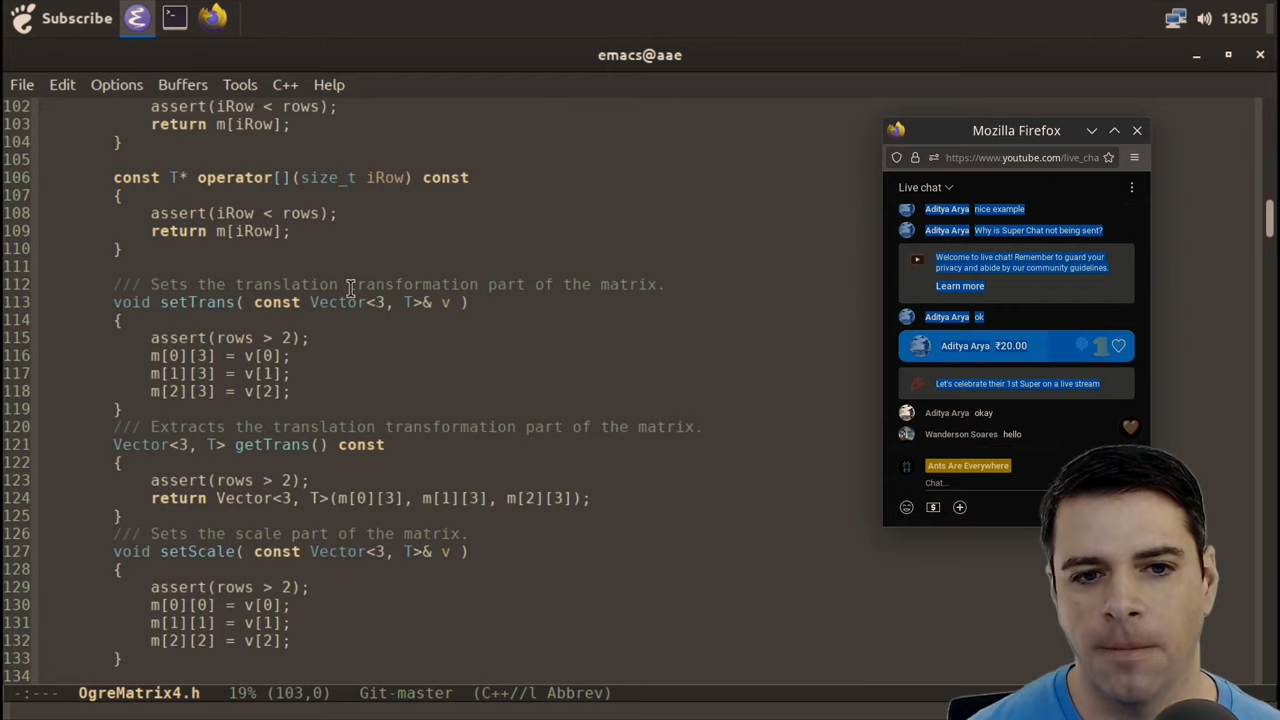 Subscribe
13:05
emacs@aae
File Edit Options Buffers Tools C++ Help
102 assert(iRow < rows);
103 return m[iRow];
104 }
105
106 const T* operator[](size_t iRow) const
107 {
108 assert(iRow < rows);
109 return m[iRow];
110 }
111
112 /// Sets the translation transformation part of the matrix.
113 void setTrans( const Vector<3, T>& v )
114 {
115 assert(rows > 2);
116 m[0][3] = v[0];
117 m[1][3] = v[1];
118 m[2][3] = v[2];
119 }
120 /// Extracts the translation transformation part of the matrix.
121 Vector<3, T> getTrans() const
122 {
123 assert(rows > 2);
124 return Vector<3, T>(m[0][3], m[1][3], m[2][3]);
125 }
126 /// Sets the scale part of the matrix.
127 void setScale( const Vector<3, T>& v )
128 {
129 assert(rows > 2);
130 m[0][0] = v[0];
131 m[1][1] = v[1];
132 m[2][2] = v[2];
133 }
134
-:--- OgreMatrix4.h 19% (103,0) Git-master (C++//l Abbrev)
Mozilla Firefox
https://www.youtube.com/live_cha
Live chat
Aditya Arya nice example
Aditya Arya Why is Super Chat not being sent?
Welcome to live chat! Remember to guard your
privacy and abide by our community guidelines.
Learn more
Aditya Arya ok
Aditya Arya ₹20.00 1
Let's celebrate their 1st Super on a live stream
Aditya Arya okay
Wanderson Soares hello
Ants Are Everywhere
Chat...